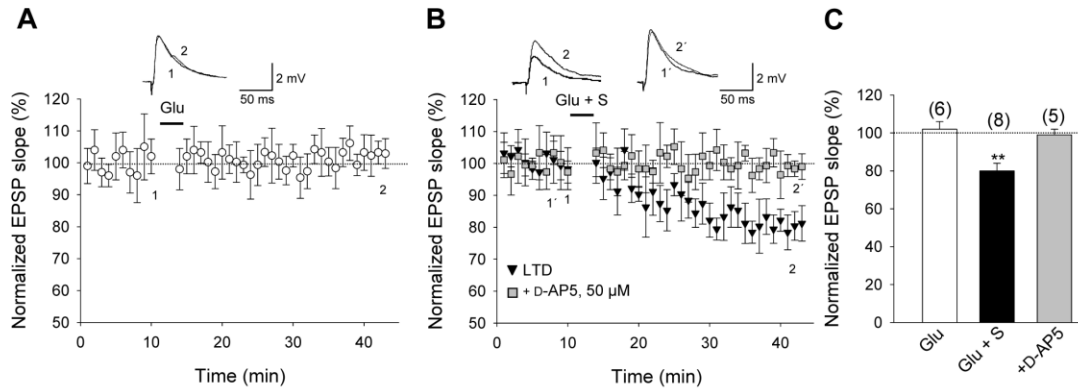 A
B
C
2
1
Glu
2 mV
50 ms
2
1
Glu + S
2´
1´
2 mV
50 ms
Normalized EPSP slope (%)
120
110
100
90
80
70
60
50
1
2
0
10
20
30
40
Time (min)
Normalized EPSP slope (%)
120
110
100
90
80
70
60
50
1´
1
2´
2
LTD
+ D-AP5, 50 µM
0
10
20
30
40
Time (min)
Normalized EPSP slope (%)
120
100
80
60
40
20
0
(6)
(8)
(5)
**
Glu
Glu + S
+D-AP5